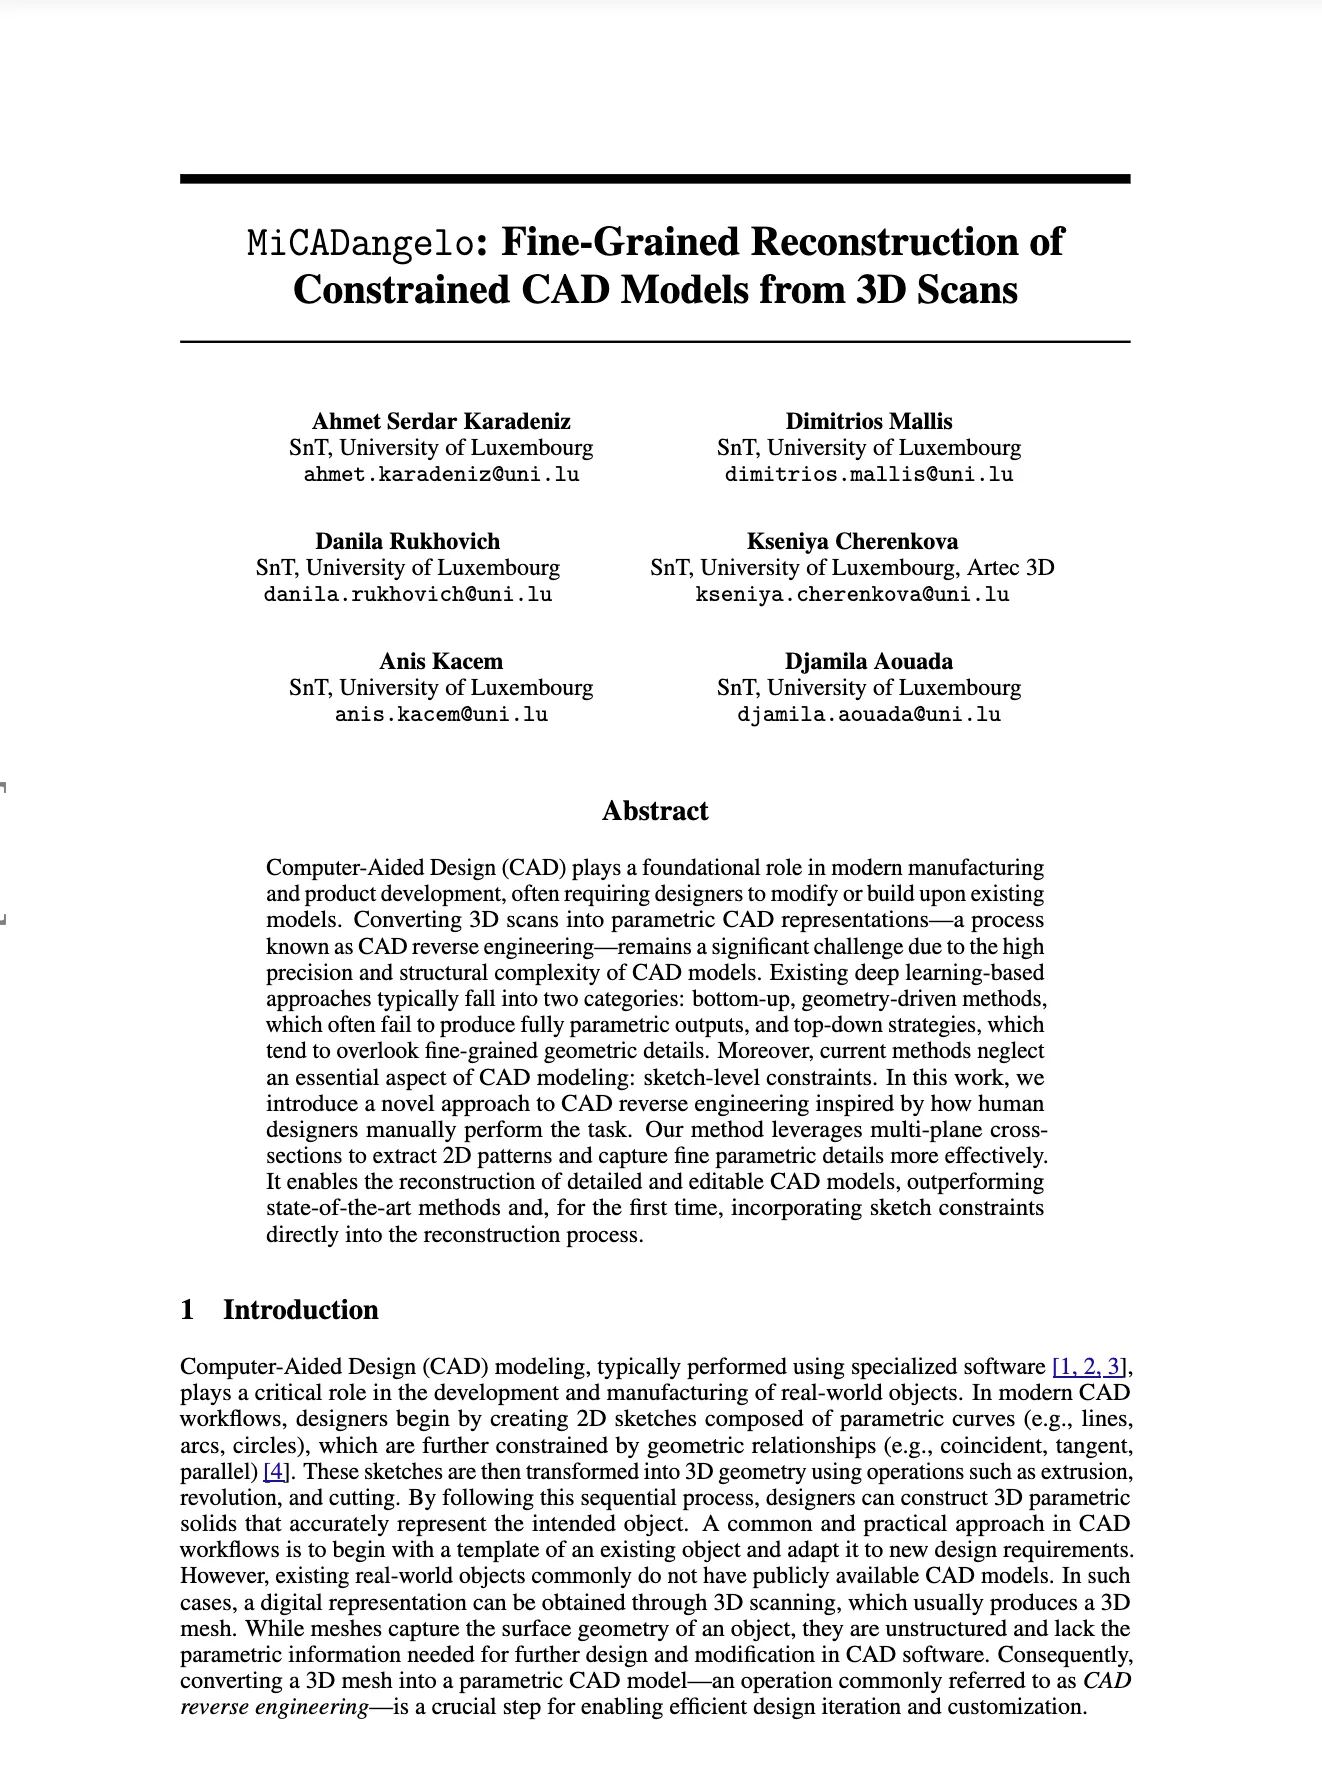 MiCADangelo: Fine-Grained Reconstruction of
Constrained CAD Models from 3D Scans
Ahmet Serdar Karadeniz
SnT, University of Luxembourg
ahmet.karadeniz@uni.lu
Dimitrios Mallis
SnT, University of Luxembourg
dimitrios.mallis@uni.lu
Danila Rukhovich
SnT, University of Luxembourg
danila.rukhovich@uni.lu
Kseniya Cherenkova
SnT, University of Luxembourg, Artec 3D
kseniya.cherenkova@uni.lu
Anis Kacem
SnT, University of Luxembourg
anis.kacem@uni.lu
Djamila Aouada
SnT, University of Luxembourg
djamila.aouada@uni.lu
Abstract
Computer-Aided Design (CAD) plays a foundational role in modern manufacturing
and product development, often requiring designers to modify or build upon existing
models. Converting 3D scans into parametric CAD representations—a process
known as CAD reverse engineering—remains a significant challenge due to the high
precision and structural complexity of CAD models. Existing deep learning-based
approaches typically fall into two categories: bottom-up, geometry-driven methods,
which often fail to produce fully parametric outputs, and top-down strategies, which
tend to overlook fine-grained geometric details. Moreover, current methods neglect
an essential aspect of CAD modeling: sketch-level constraints. In this work, we
introduce a novel approach to CAD reverse engineering inspired by how human
designers manually perform the task. Our method leverages multi-plane cross-
sections to extract 2D patterns and capture fine parametric details more effectively.
It enables the reconstruction of detailed and editable CAD models, outperforming
state-of-the-art methods and, for the first time, incorporating sketch constraints
directly into the reconstruction process.
1 Introduction
Computer-Aided Design (CAD) modeling, typically performed using specialized software [1, 2, 3],
plays a critical role in the development and manufacturing of real-world objects. In modern CAD
workflows, designers begin by creating 2D sketches composed of parametric curves (e.g., lines,
arcs, circles), which are further constrained by geometric relationships (e.g., coincident, tangent,
parallel) [4]. These sketches are then transformed into 3D geometry using operations such as extrusion,
revolution, and cutting. By following this sequential process, designers can construct 3D parametric
solids that accurately represent the intended object. A common and practical approach in CAD
workflows is to begin with a template of an existing object and adapt it to new design requirements.
However, existing real-world objects commonly do not have publicly available CAD models. In such
cases, a digital representation can be obtained through 3D scanning, which usually produces a 3D
mesh. While meshes capture the surface geometry of an object, they are unstructured and lack the
parametric information needed for further design and modification in CAD software. Consequently,
converting a 3D mesh into a parametric CAD model—an operation commonly referred to as CAD
reverse engineering—is a crucial step for enabling efficient design iteration and customization.